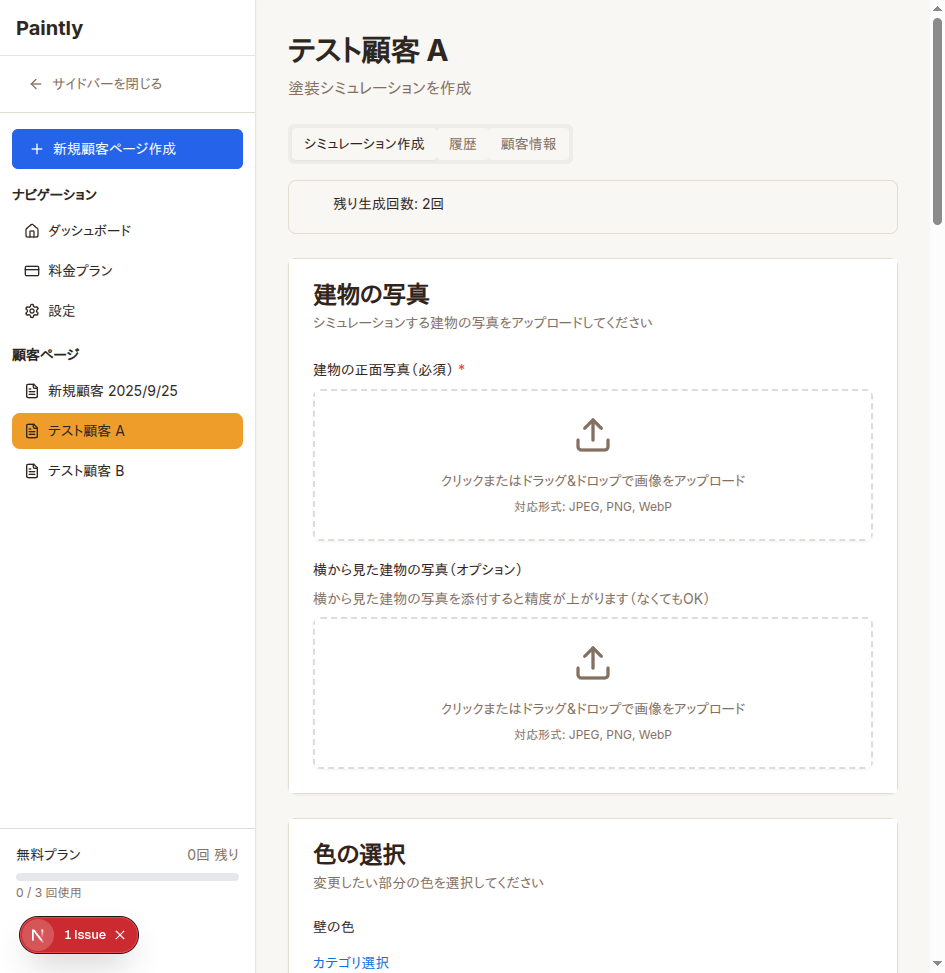 Paintly
サイドバーを閉じる
新規顧客ページ作成
ナビゲーション
ダッシュボード
料金プラン
設定
顧客ページ
新規顧客 2025/9/25
テスト顧客 A
テスト顧客 B
無料プラン 0回 残り
0 / 3 回使用
N 1 Issue
テスト顧客 A
塗装シミュレーションを作成
シミュレーション作成 履歴 顧客情報
残り生成回数: 2回
建物の写真
シミュレーションする建物の写真をアップロードしてください
建物の正面写真（必須） *
クリックまたはドラッグ&ドロップで画像をアップロード
対応形式: JPEG, PNG, WebP
横から見た建物の写真（オプション）
横から見た建物の写真を添付すると精度が上がります（なくてもOK）
クリックまたはドラッグ&ドロップで画像をアップロード
対応形式: JPEG, PNG, WebP
色の選択
変更したい部分の色を選択してください
壁の色
カテゴリ選択